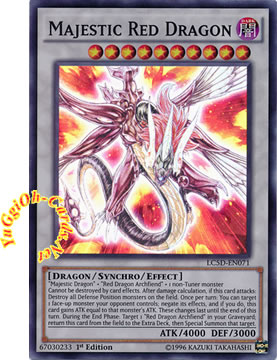 MAJESTIC RED DRAGON
DARK
闇
YuGgiOh-Cards.Net
LC5D-EN071
[DRAGON / SYNCHRO / EFFECT]
"Majestic Dragon" + "Red Dragon Archfiend" + 1 non-Tuner monster
Cannot be destroyed by card effects. After damage calculation, if this card attacks:
Destroy all Defense Position monsters on the field. Once per turn: You can target
1 face-up monster your opponent controls; negate its effects, and if you do, this
card gains ATK equal to that monster's ATK. These changes last until the end of this
turn. During the End Phase: Target 1 "Red Dragon Archfiend" in your Graveyard;
return this card from the field to the Extra Deck, then Special Summon that target.
ATK/4000 DEF/3000
67030233 1st Edition ©1996 KAZUKI TAKAHASHI